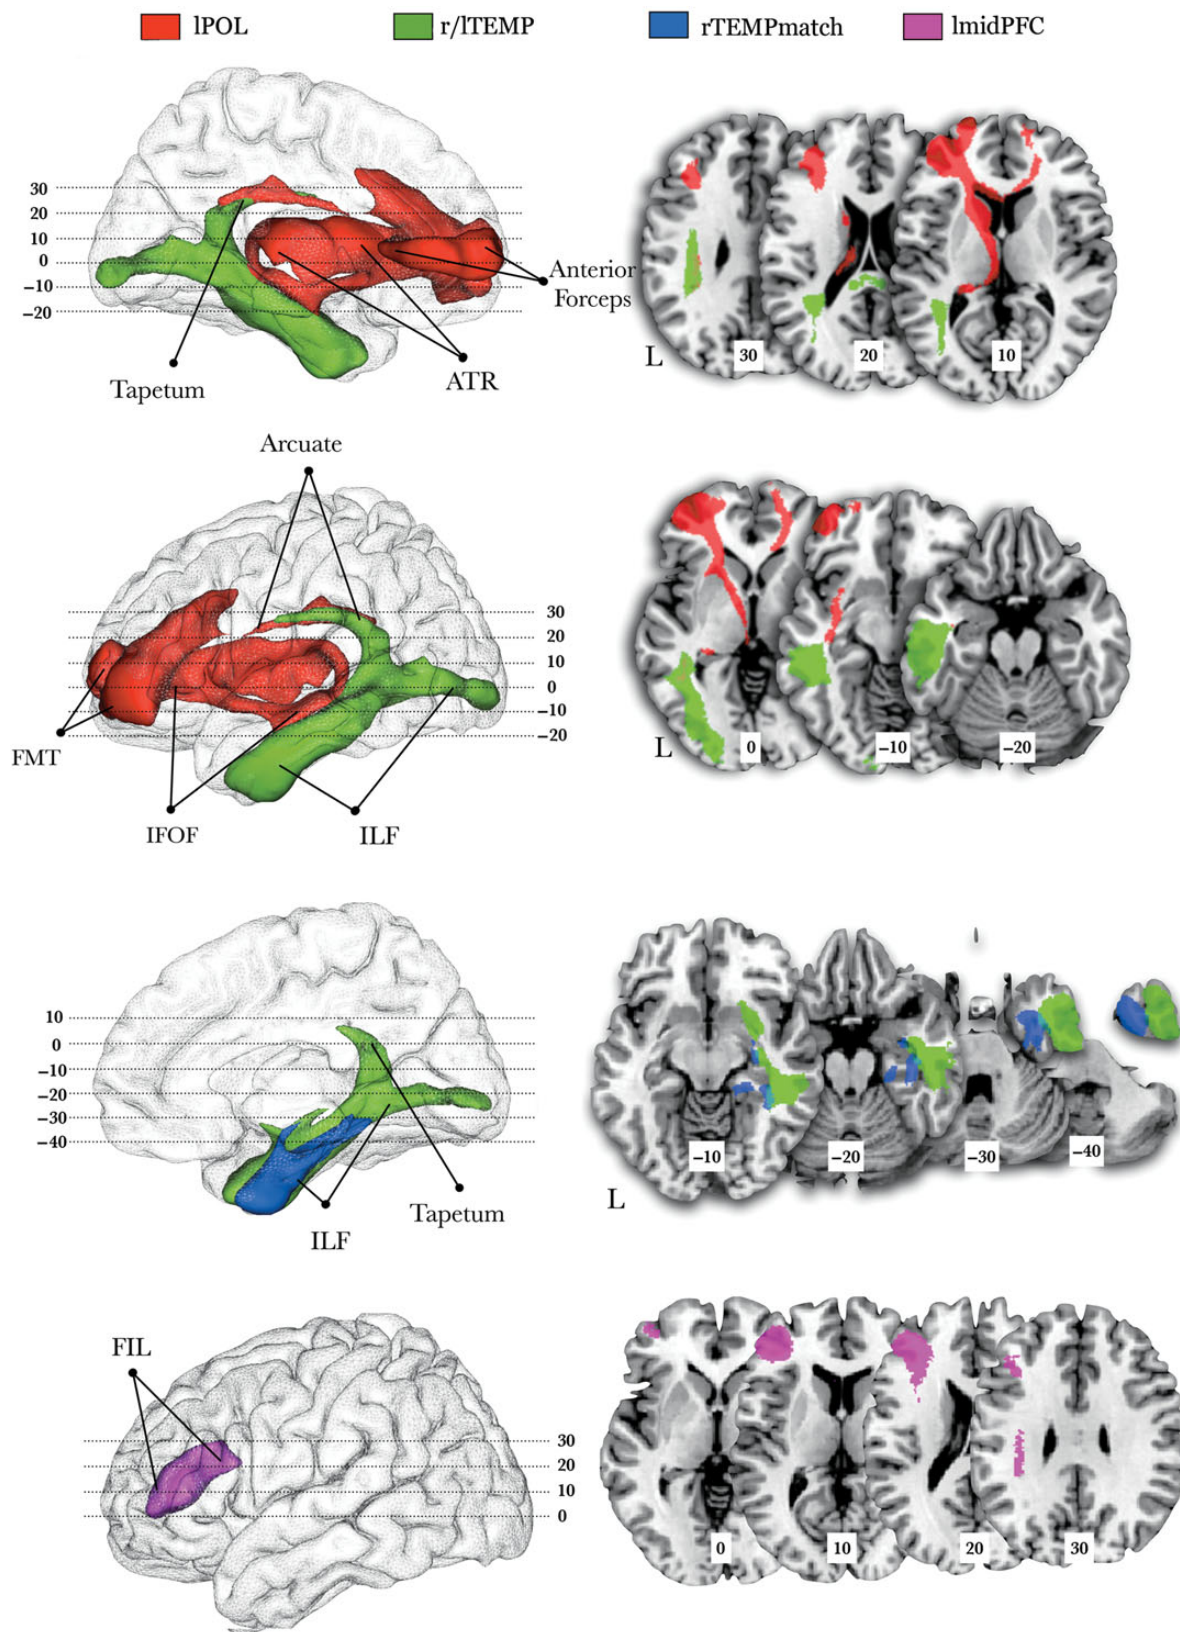 lPOL r/lTEMP rTEMPmatch lmidPFC
30
20
10
0
−10
−20
Anterior
Forceps
Tapetum
ATR
L
30 20 10
Arcuate
30
20
10
0
−10
−20
FMT
IFOF
ILF
L
0 −10 −20
10
0
−10
−20
−30
−40
ILF
Tapetum
L
−10 −20 −30 −40
FIL
30
20
10
0
0 10 20 30